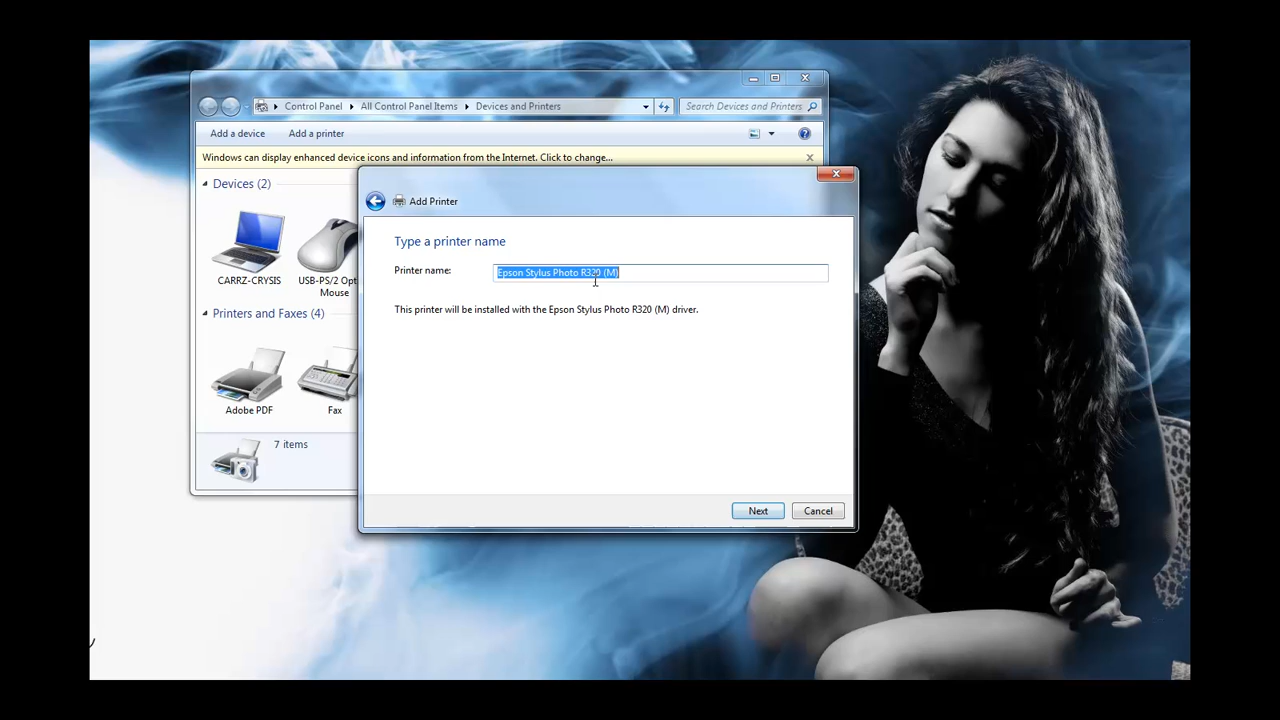 Control Panel
All Control Panel Items
Devices and Printers
Search Devices and Printers
Add a device
Add a printer
Windows can display enhanced device icons and information from the Internet. Click to change...
Devices (2)
CARRZ-CRYSIS
USB-PS/2 Opt
Mouse
Printers and Faxes (4)
Adobe PDF
Fax
7 items
Add Printer
Type a printer name
Printer name:
Epson Stylus Photo R320 (M)
This printer will be installed with the Epson Stylus Photo R320 (M) driver.
Next
Cancel